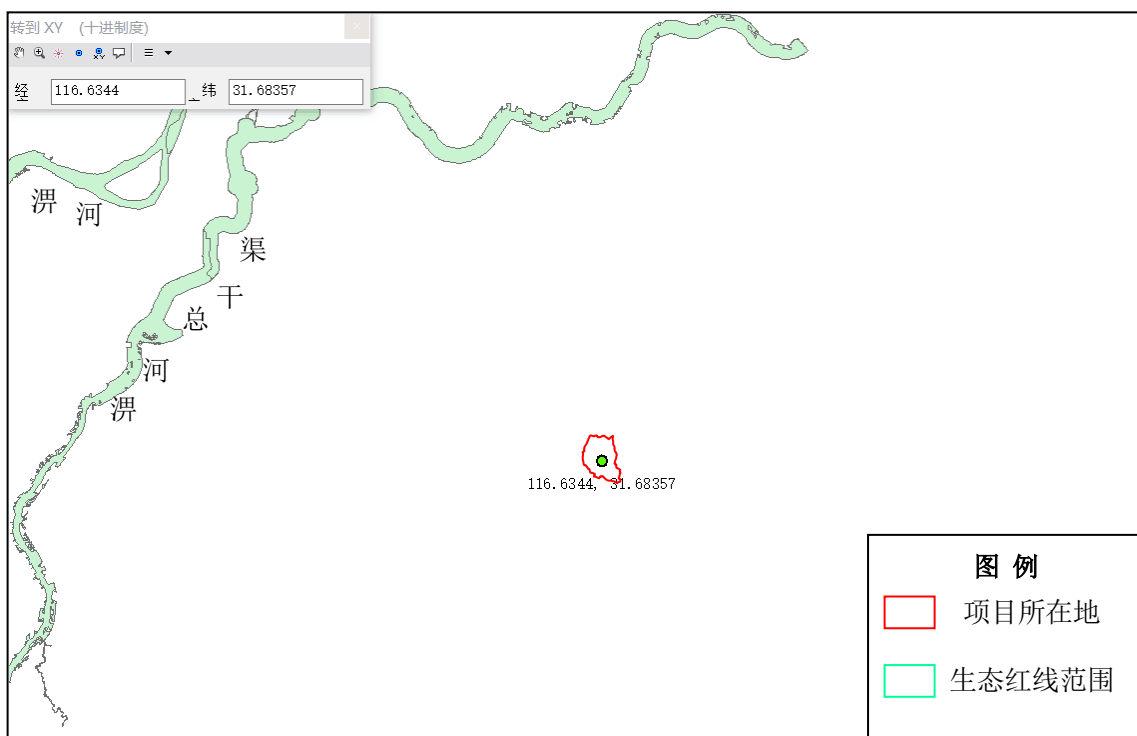 转到 XY (十进制度)
XY
经 116.6344 纬 31.68357
淠河
淠河总干渠
116.6344, 31.68357
图 例
项目所在地
生态红线范围